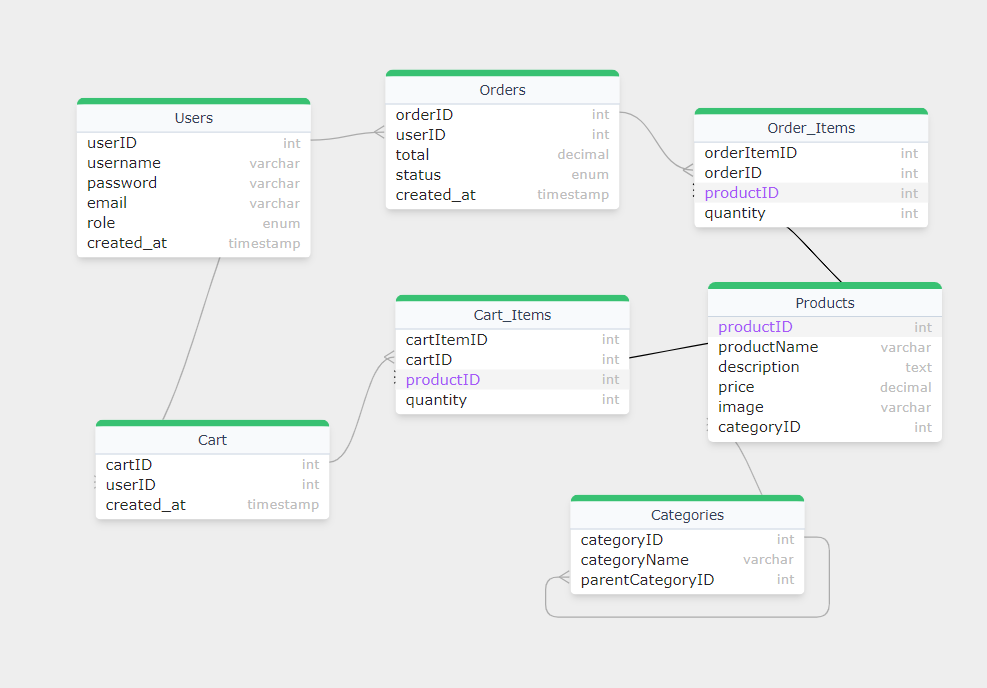 Users
userID int
username varchar
password varchar
email varchar
role enum
created_at timestamp
Orders
orderID int
userID int
total decimal
status enum
created_at timestamp
Order_Items
orderItemID int
orderID int
productID int
quantity int
Cart_Items
cartItemID int
cartID int
productID int
quantity int
Products
productID int
productName varchar
description text
price decimal
image varchar
categoryID int
Cart
cartID int
userID int
created_at timestamp
Categories
categoryID int
categoryName varchar
parentCategoryID int